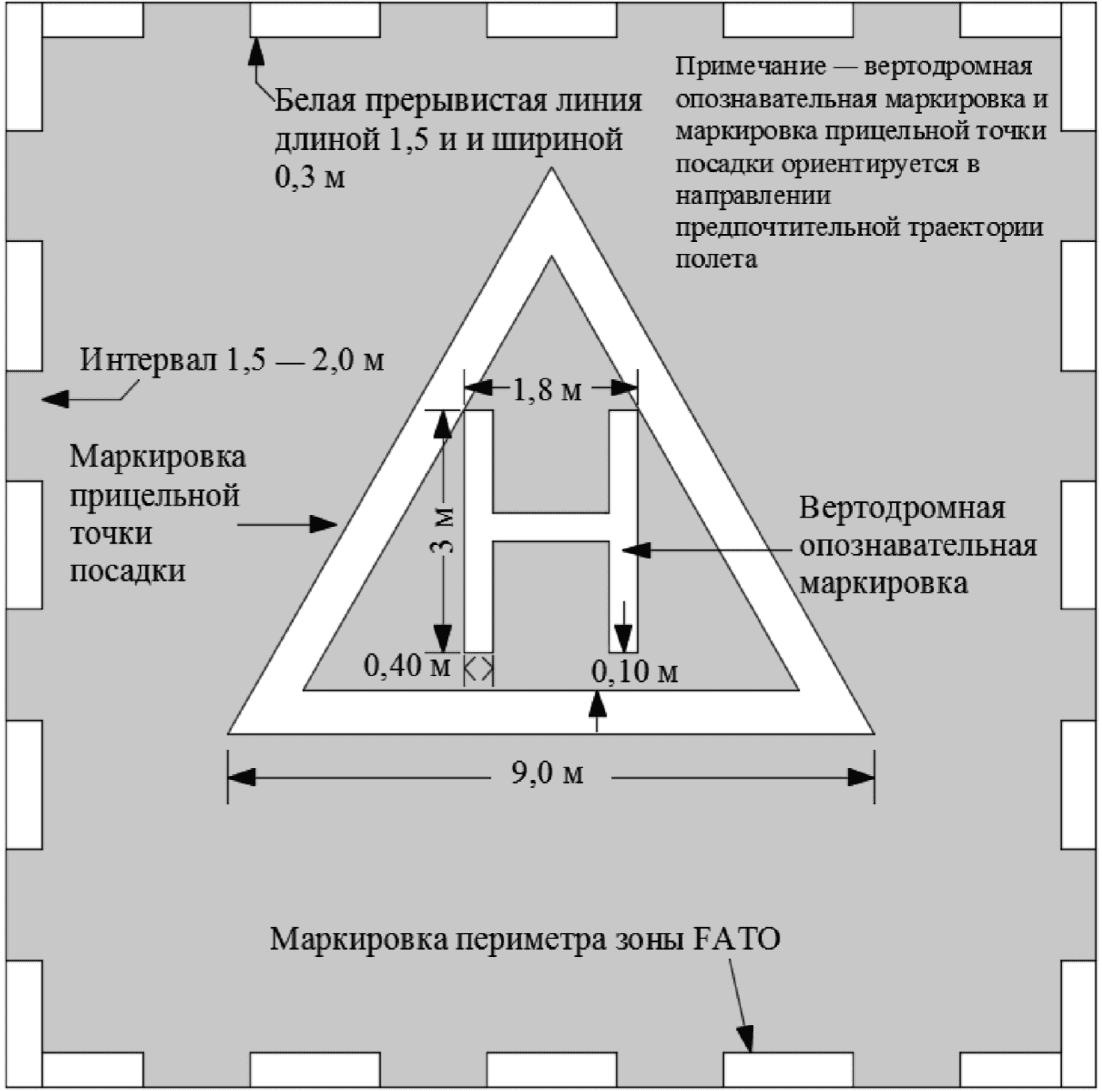 Белая прерывистая линия
длиной 1,5 и и шириной
0,3 м
Примечание — вертодромная
опознавательная маркировка и
маркировка прицельной точки
посадки ориентируется в
направлении
предпочтительной траектории
полета
Интервал 1,5 — 2,0 м
1,8 м
Маркировка
прицельной
точки
посадки
3 м
Вертодромная
опознавательная
маркировка
0,40 м
0,10 м
9,0 м
Маркировка периметра зоны FATO